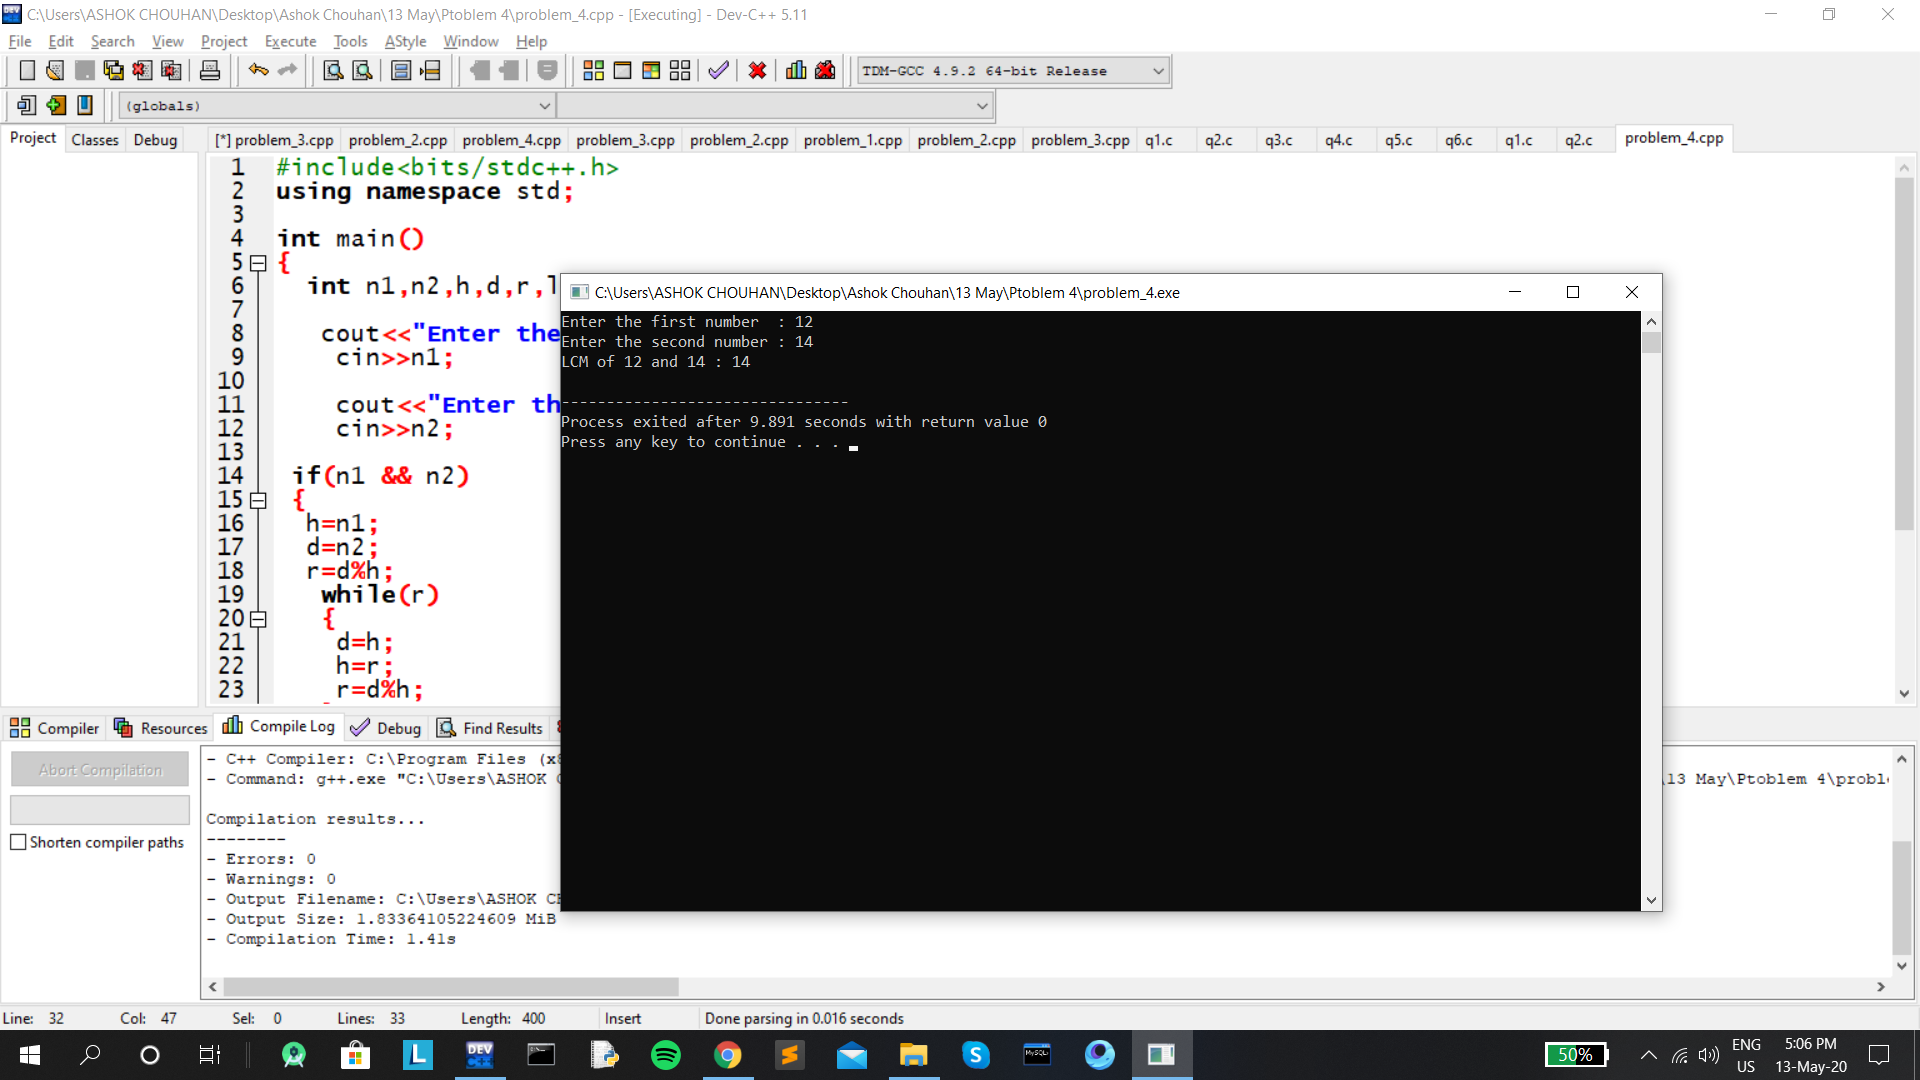 C:\Users\ASHOK CHOUHAN\Desktop\Ashok Chouhan\13 May\Ptoblem 4\problem_4.cpp - [Executing] - Dev-C++ 5.11
File Edit Search View Project Execute Tools AStyle Window Help
TDM-GCC 4.9.2 64-bit Release
(globals)
Project Classes Debug
[*] problem_3.cpp problem_2.cpp problem_4.cpp problem_3.cpp problem_2.cpp problem_1.cpp problem_2.cpp problem_3.cpp q1.c q2.c q3.c q4.c q5.c q6.c q1.c q2.c problem_4.cpp
1 #include<bits/stdc++.h>
2 using namespace std;
3
4 int main()
5 {
6 int n1,n2,h,d,r,l
7
8 cout<<"Enter the
9 cin>>n1;
10
11 cout<<"Enter th
12 cin>>n2;
13
14 if(n1 && n2)
15 {
16 h=n1;
17 d=n2;
18 r=d%h;
19 while(r)
20 {
21 d=h;
22 h=r;
23 r=d%h;
C:\Users\ASHOK CHOUHAN\Desktop\Ashok Chouhan\13 May\Ptoblem 4\problem_4.exe
Enter the first number  : 12
Enter the second number : 14
LCM of 12 and 14 : 14
--------------------------------
Process exited after 9.891 seconds with return value 0
Press any key to continue . . .
Compiler Resources Compile Log Debug Find Results
Abort Compilation
Shorten compiler paths
- C++ Compiler: C:\Program Files (x8
- Command: g++.exe "C:\Users\ASHOK
\13 May\Ptoblem 4\probl
Compilation results...
--------
- Errors: 0
- Warnings: 0
- Output Filename: C:\Users\ASHOK CH
- Output Size: 1.83364105224609 MiB
- Compilation Time: 1.41s
Line: 32 Col: 47 Sel: 0 Lines: 33 Length: 400 Insert Done parsing in 0.016 seconds
L
DEV C++
MySQL
50%
ENG
US
5:06 PM
13-May-20